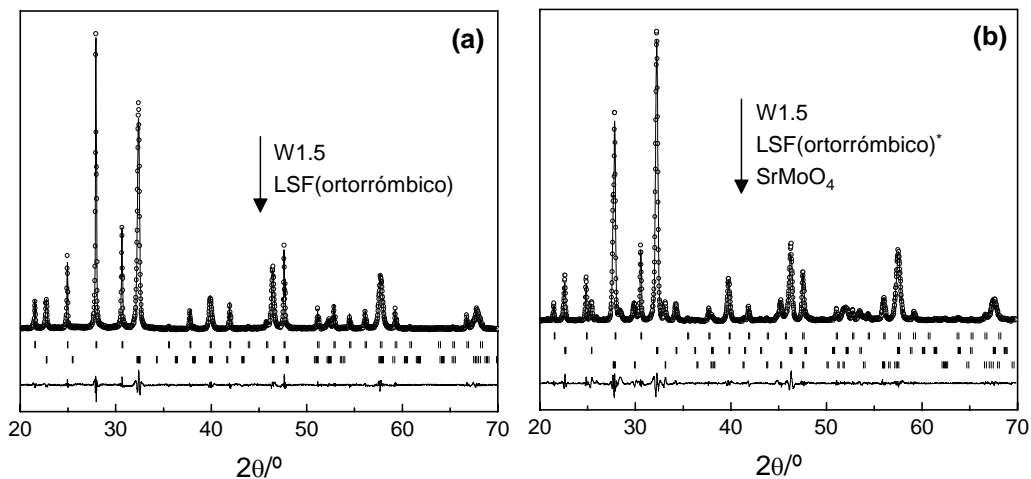 (a)
W1.5
LSF(ortorrómbico)
20 30 40 50 60 70
2θ/º
(b)
W1.5
LSF(ortorrómbico)*
SrMoO4
20 30 40 50 60 70
2θ/º